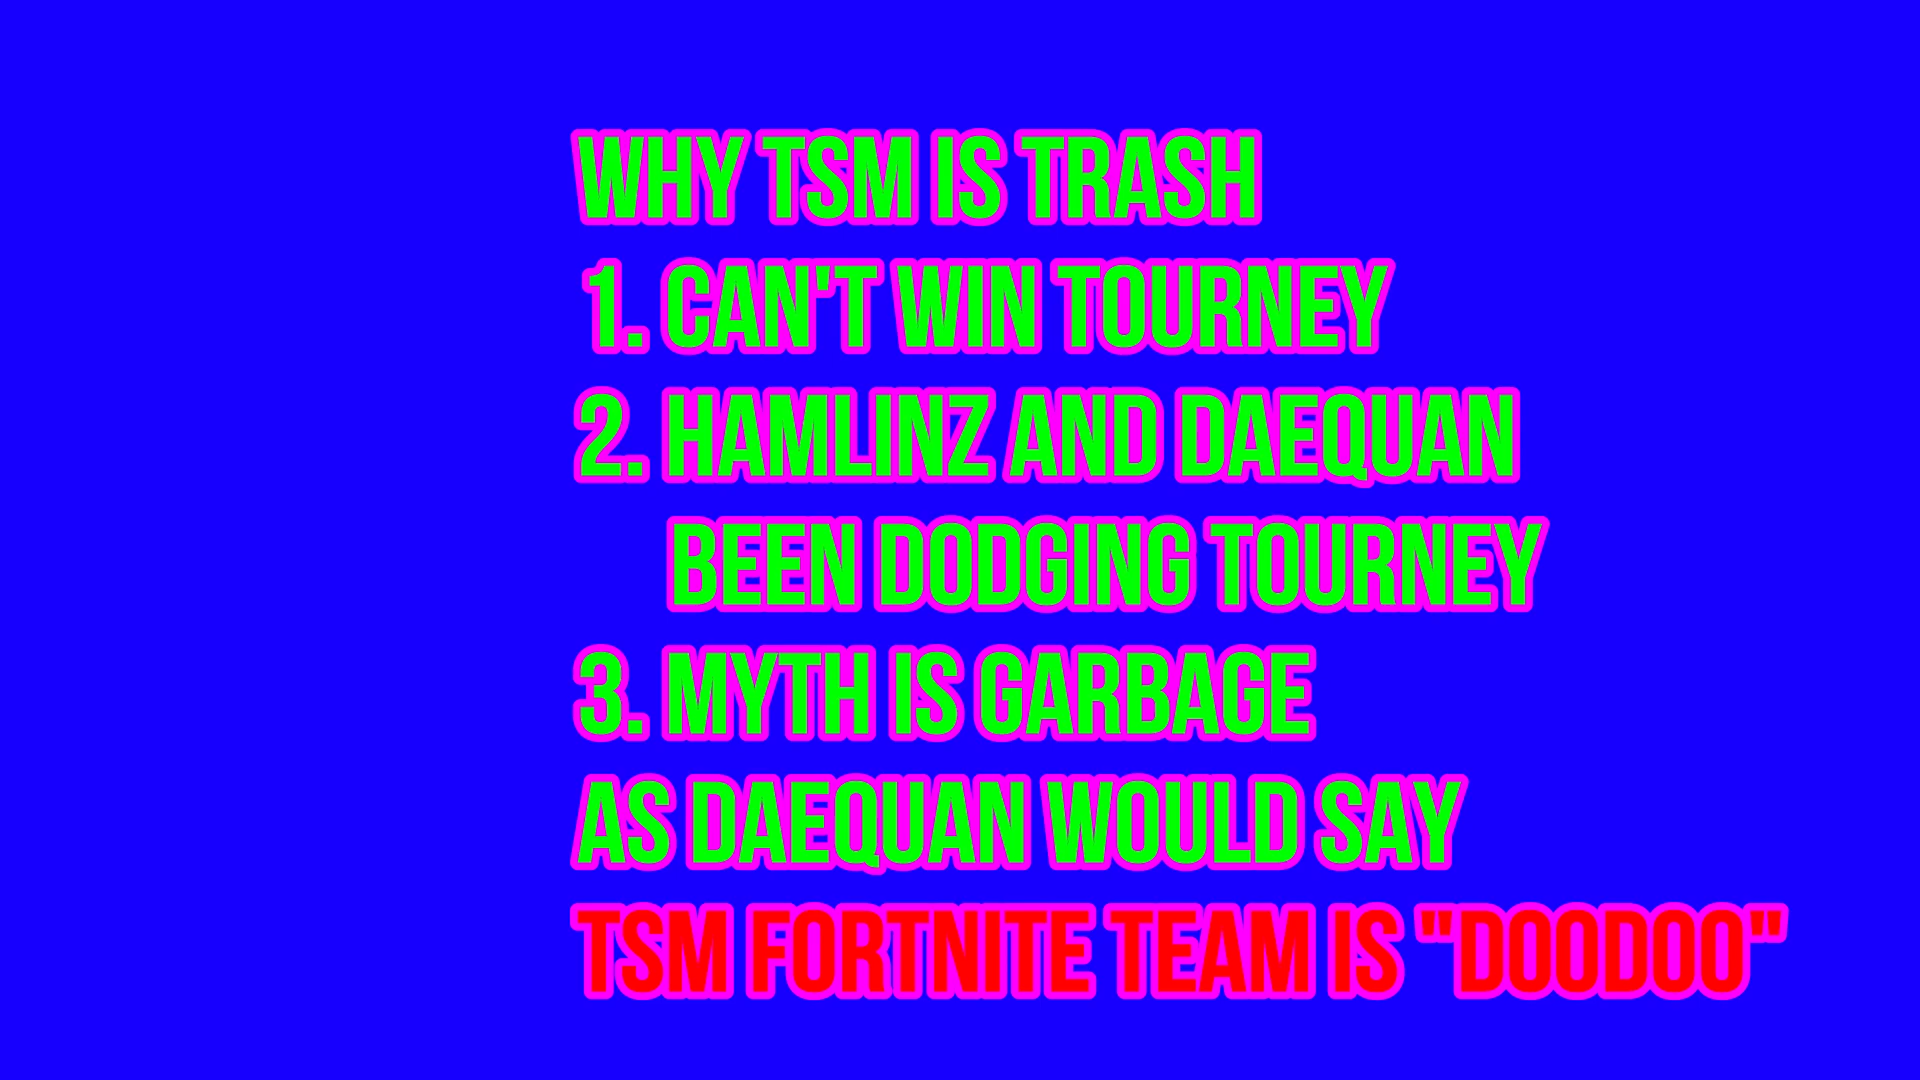 WHY TSM IS TRASH
1. CAN'T WIN TOURNEY
2. HAMLINZ AND DAEQUAN
BEEN DODGING TOURNEY
3. MYTH IS GARBAGE
AS DAEQUAN WOULD SAY
TSM FORTNITE TEAM IS "DOODOO"